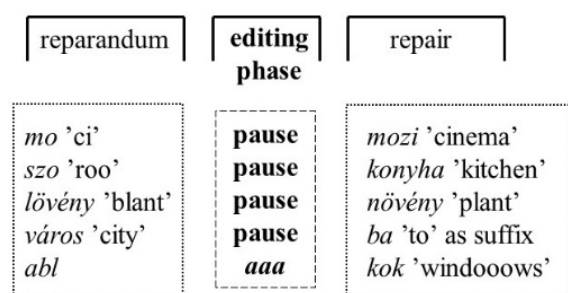 reparandum editing phase repair
mo ’ci’ pause mozi ’cinema’
szo ’roo’ pause konyha ’kitchen’
lövény ’blant’ pause növény ’plant’
város ’city’ pause ba ’to’ as suffix
abl aaa kok ’windooows’